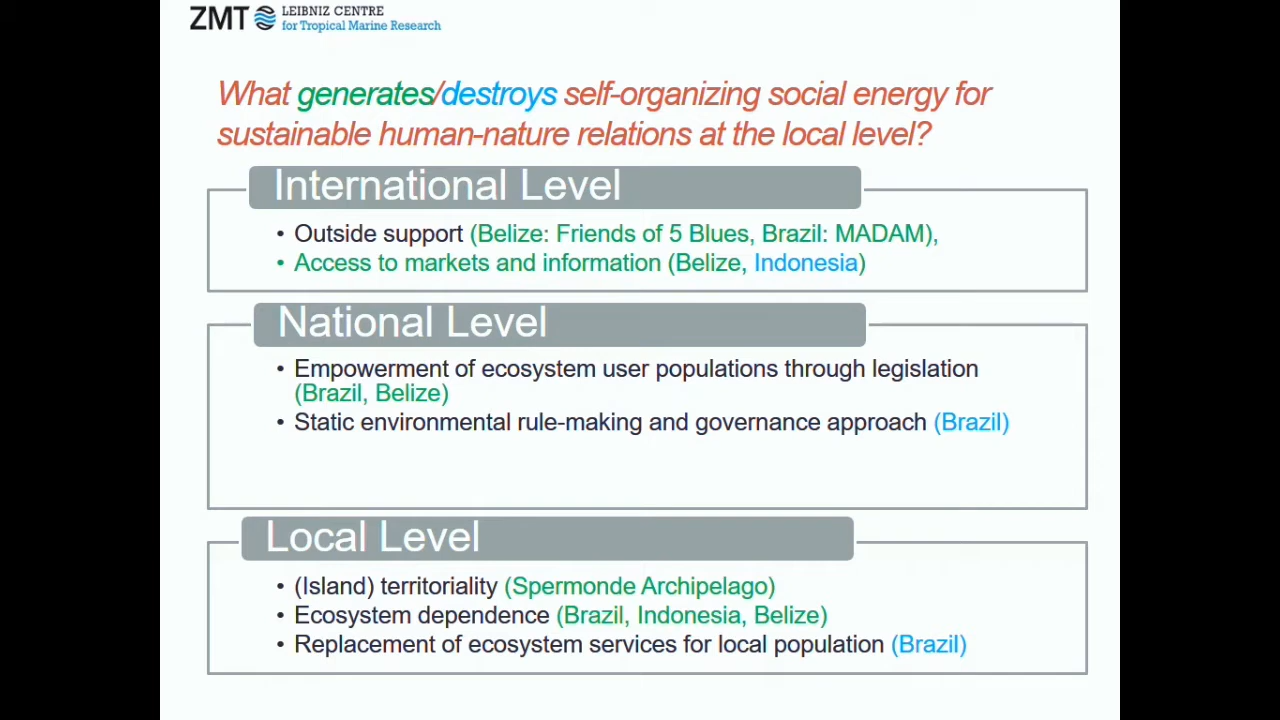 ZMT LEIBNIZ CENTRE
for Tropical Marine Research
What generates/destroys self-organizing social energy for
sustainable human-nature relations at the local level?
International Level
• Outside support (Belize: Friends of 5 Blues, Brazil: MADAM),
• Access to markets and information (Belize, Indonesia)
National Level
• Empowerment of ecosystem user populations through legislation
(Brazil, Belize)
• Static environmental rule-making and governance approach (Brazil)
Local Level
• (Island) territoriality (Spermonde Archipelago)
• Ecosystem dependence (Brazil, Indonesia, Belize)
• Replacement of ecosystem services for local population (Brazil)